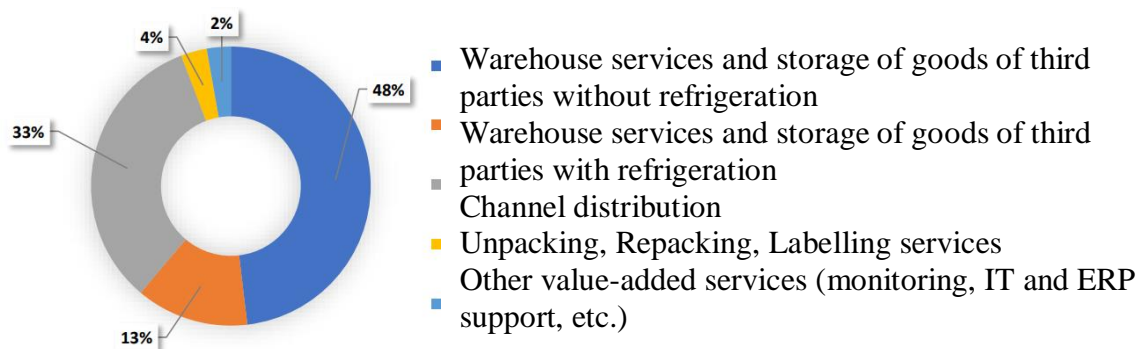 2%
4%
48%
33%
13%
Warehouse services and storage of goods of third
parties without refrigeration
Warehouse services and storage of goods of third
parties with refrigeration
Channel distribution
Unpacking, Repacking, Labelling services
Other value-added services (monitoring, IT and ERP
support, etc.)